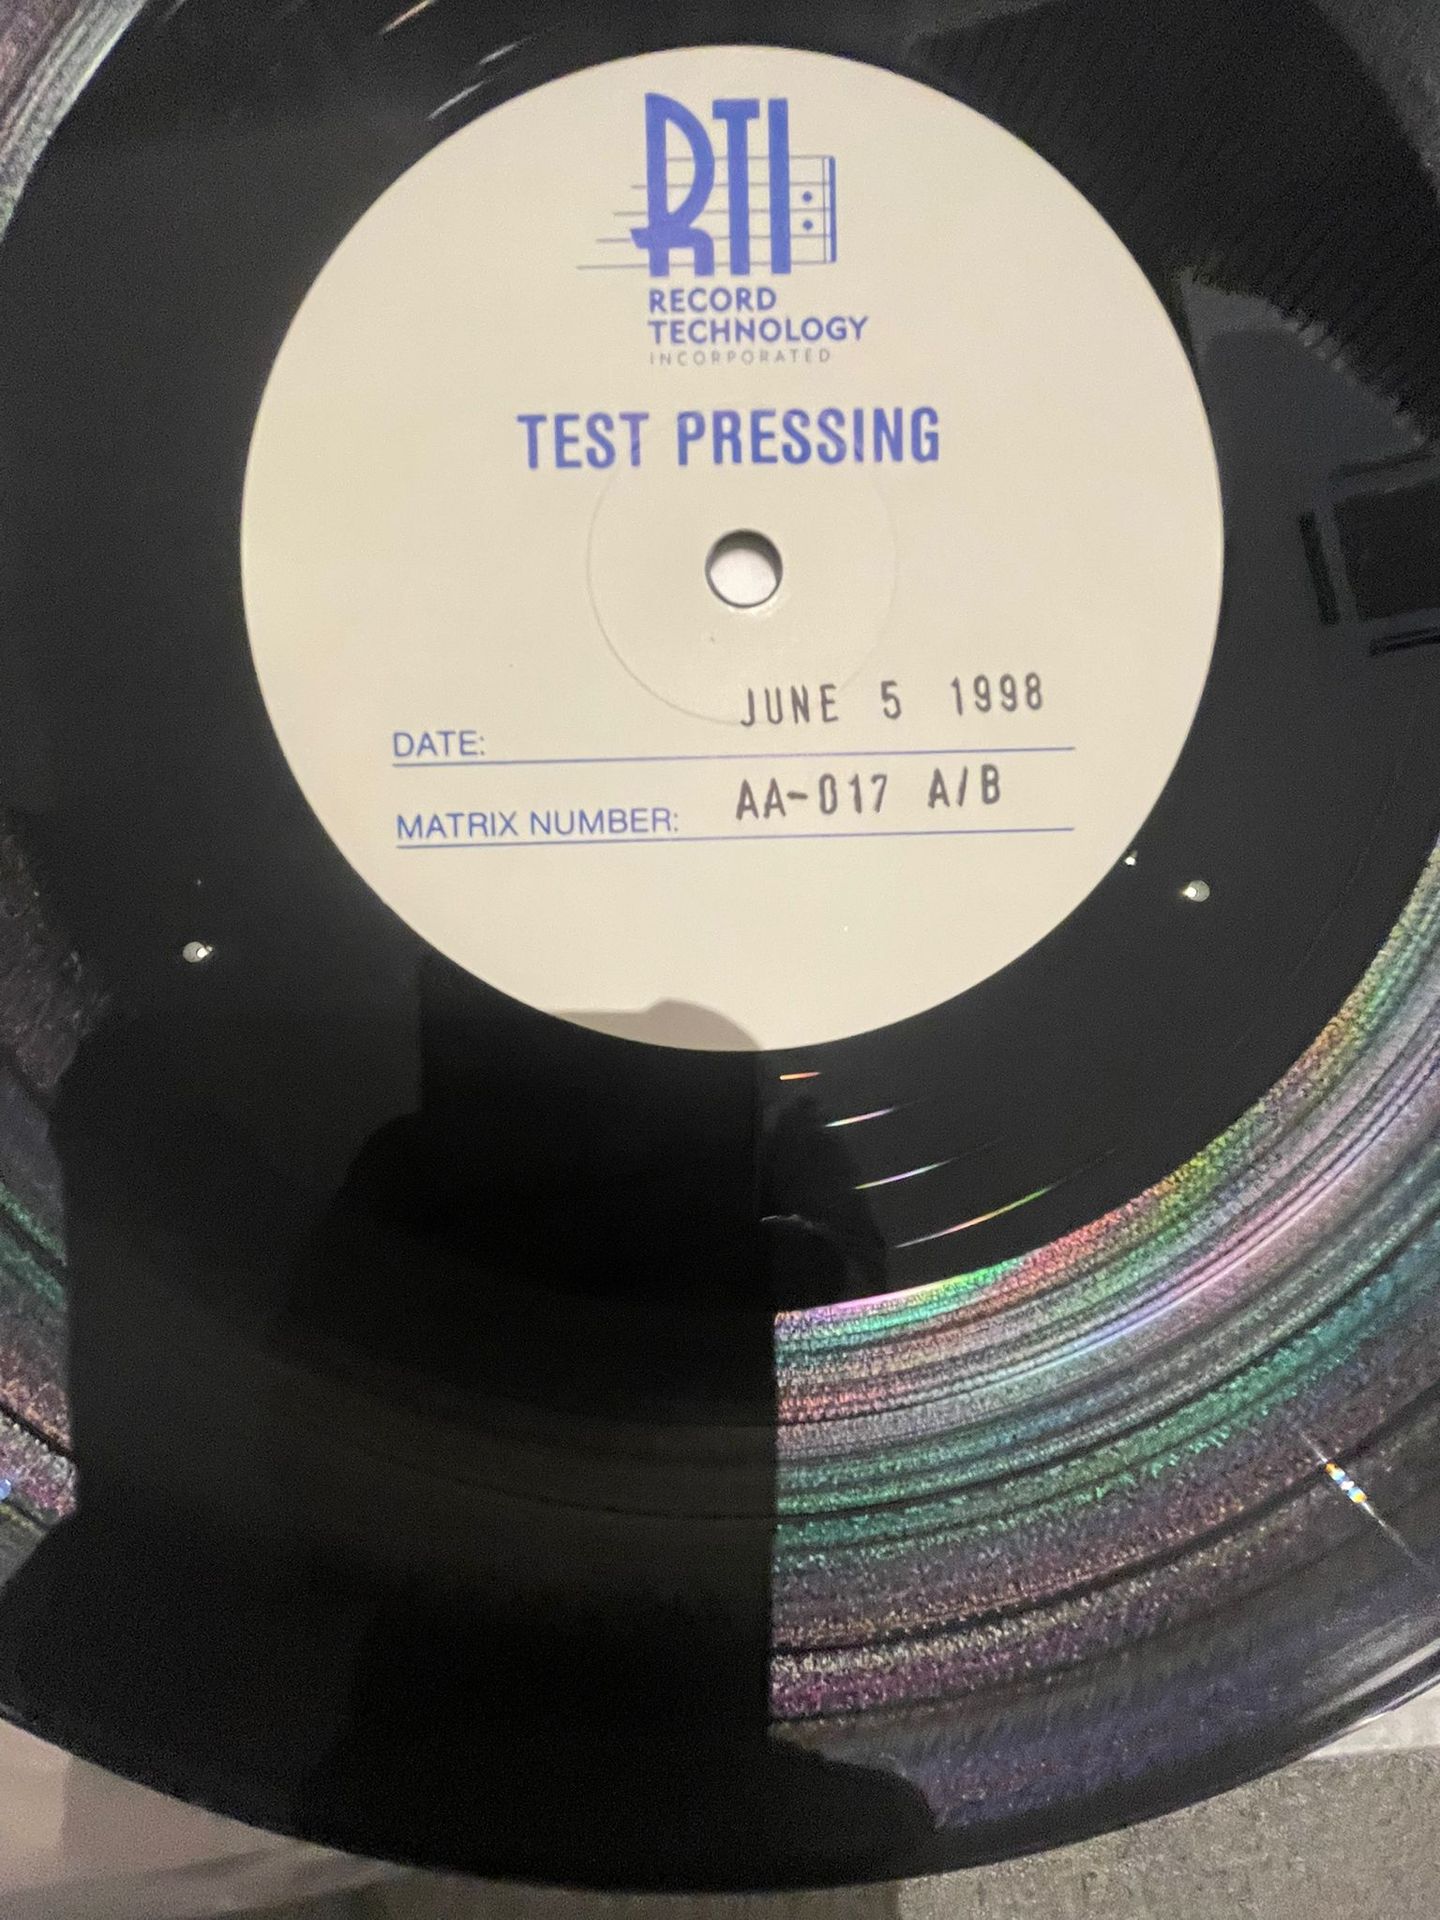 RTI
RECORD
TECHNOLOGY
INCORPORATED
TEST PRESSING
DATE: JUNE 5 1998
MATRIX NUMBER: AA-017 A/B